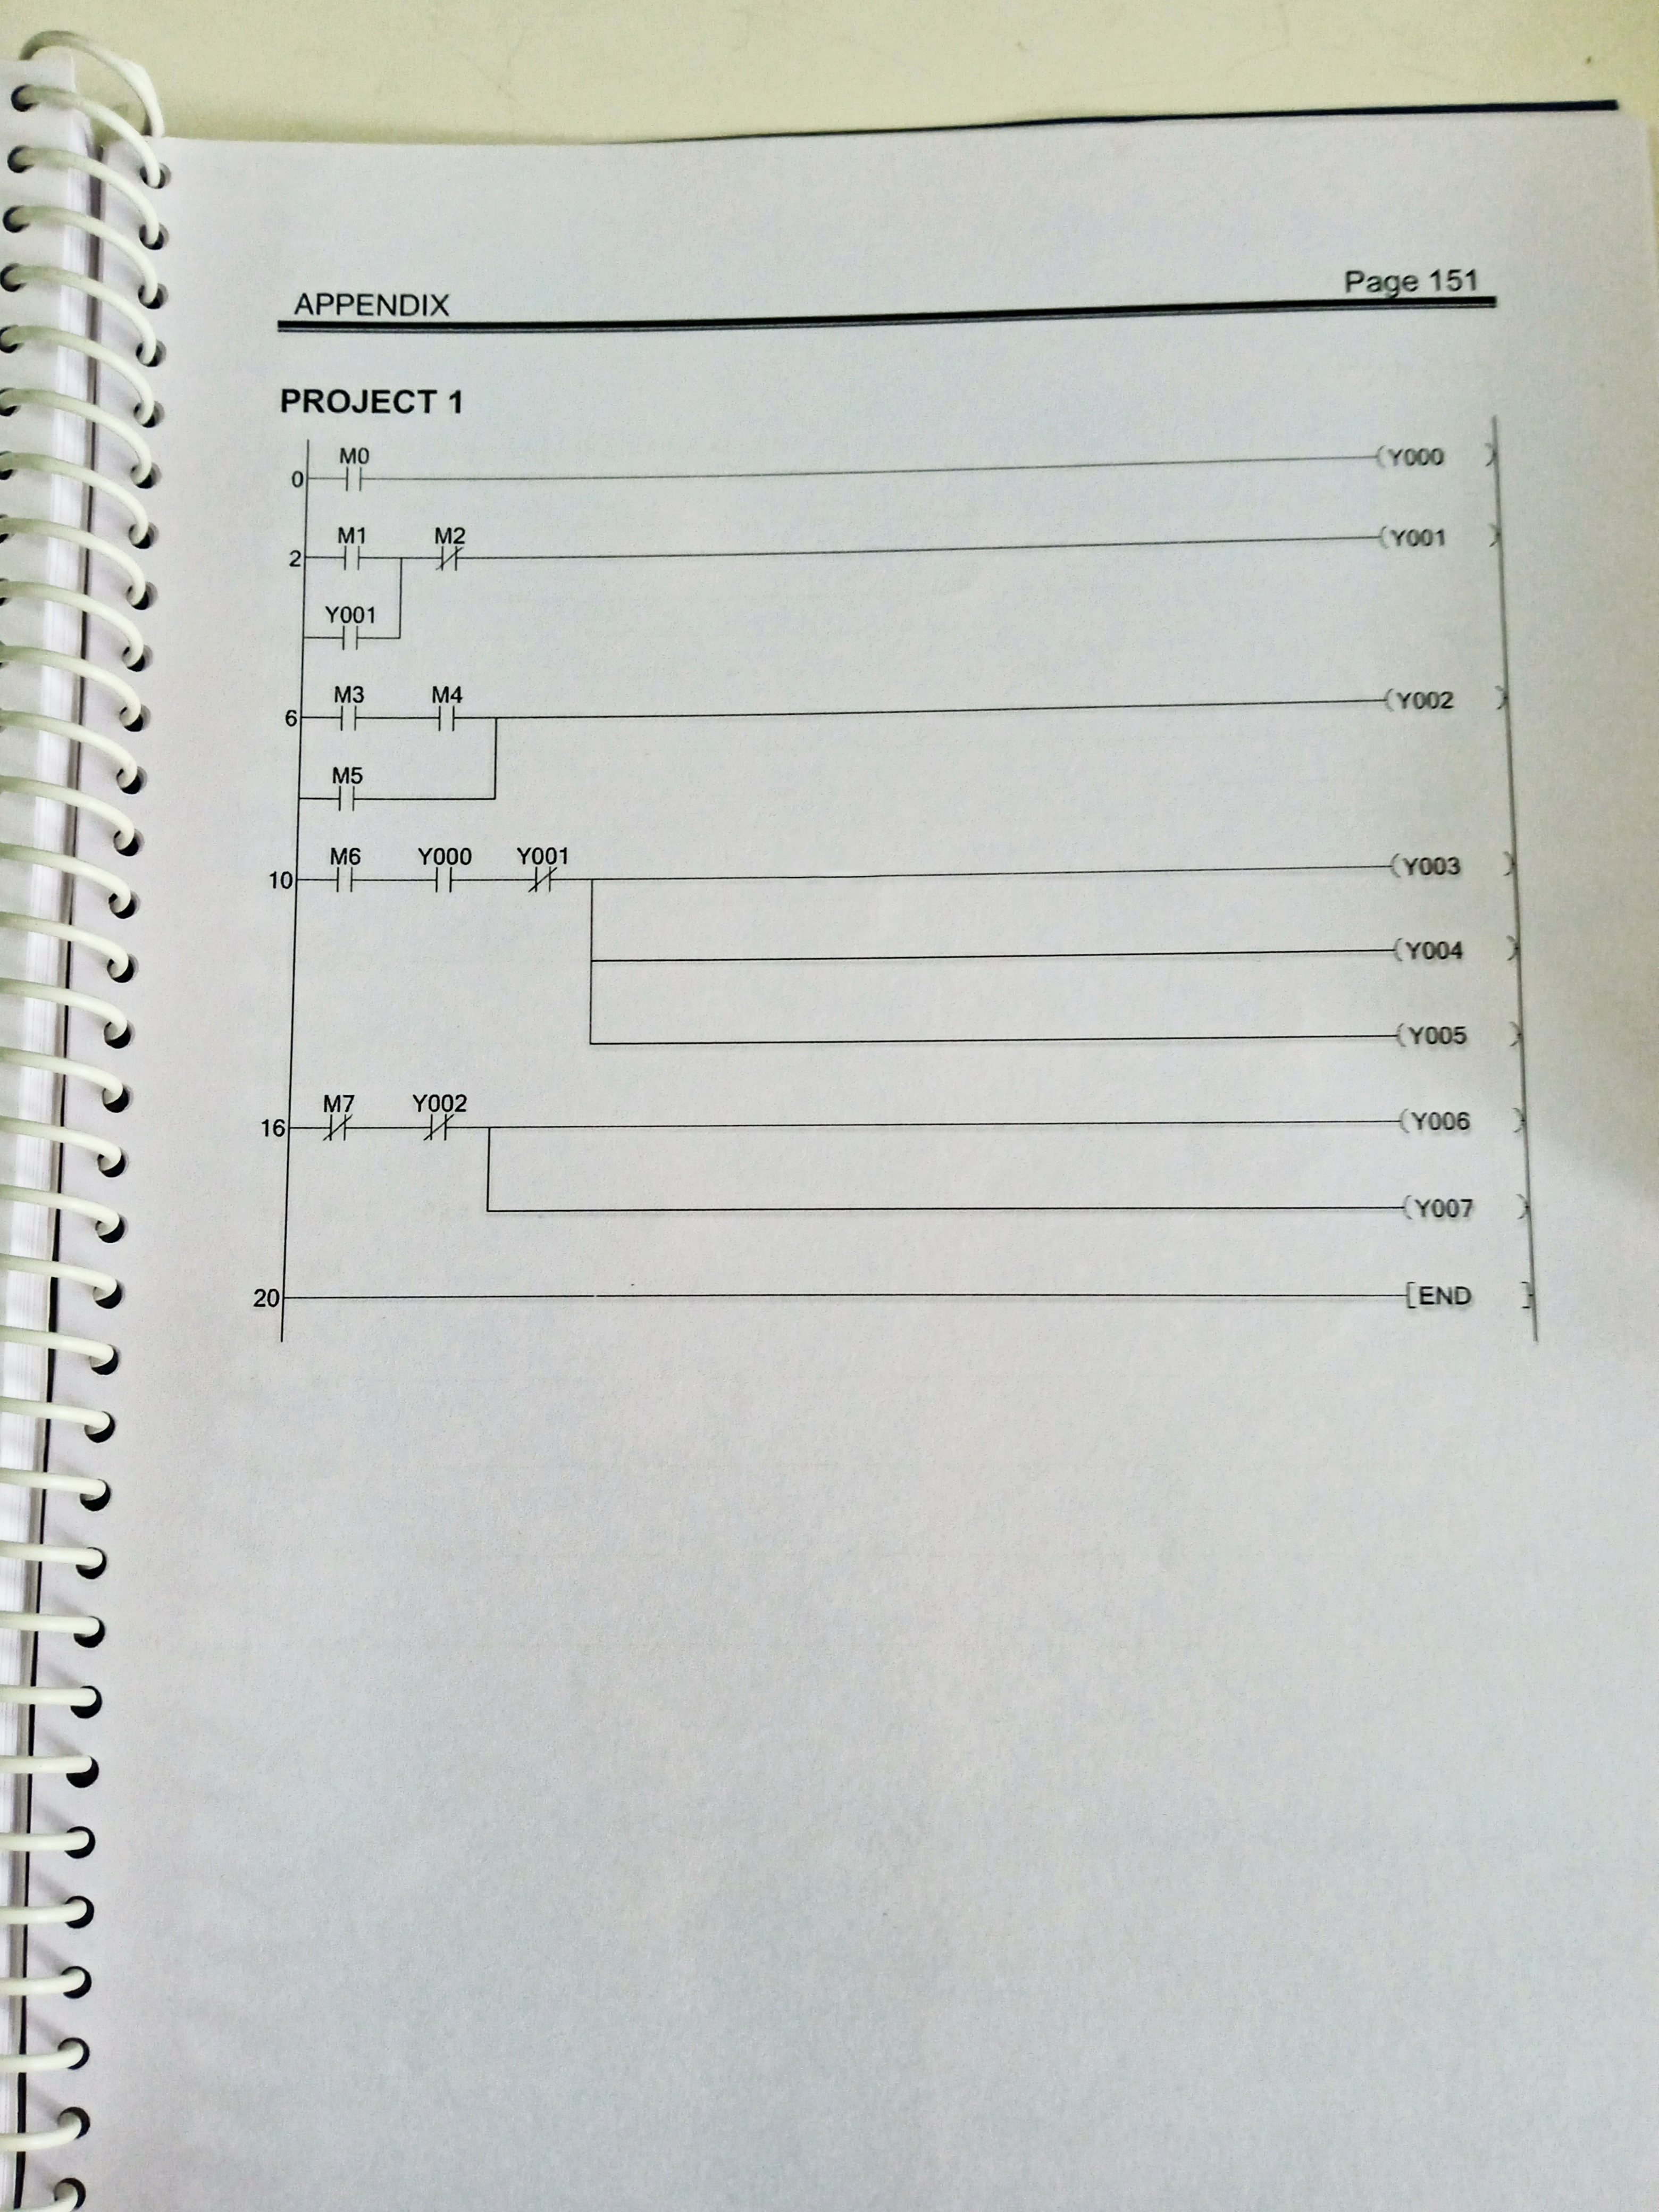 APPENDIX Page 151
PROJECT 1
M0
0 Y000
M1 M2
2 Y001
Y001
M3 M4
6 Y002
M5
M6 Y000 Y001
10 Y003
Y004
Y005
M7 Y002
16 Y006
Y007
20 [END ]